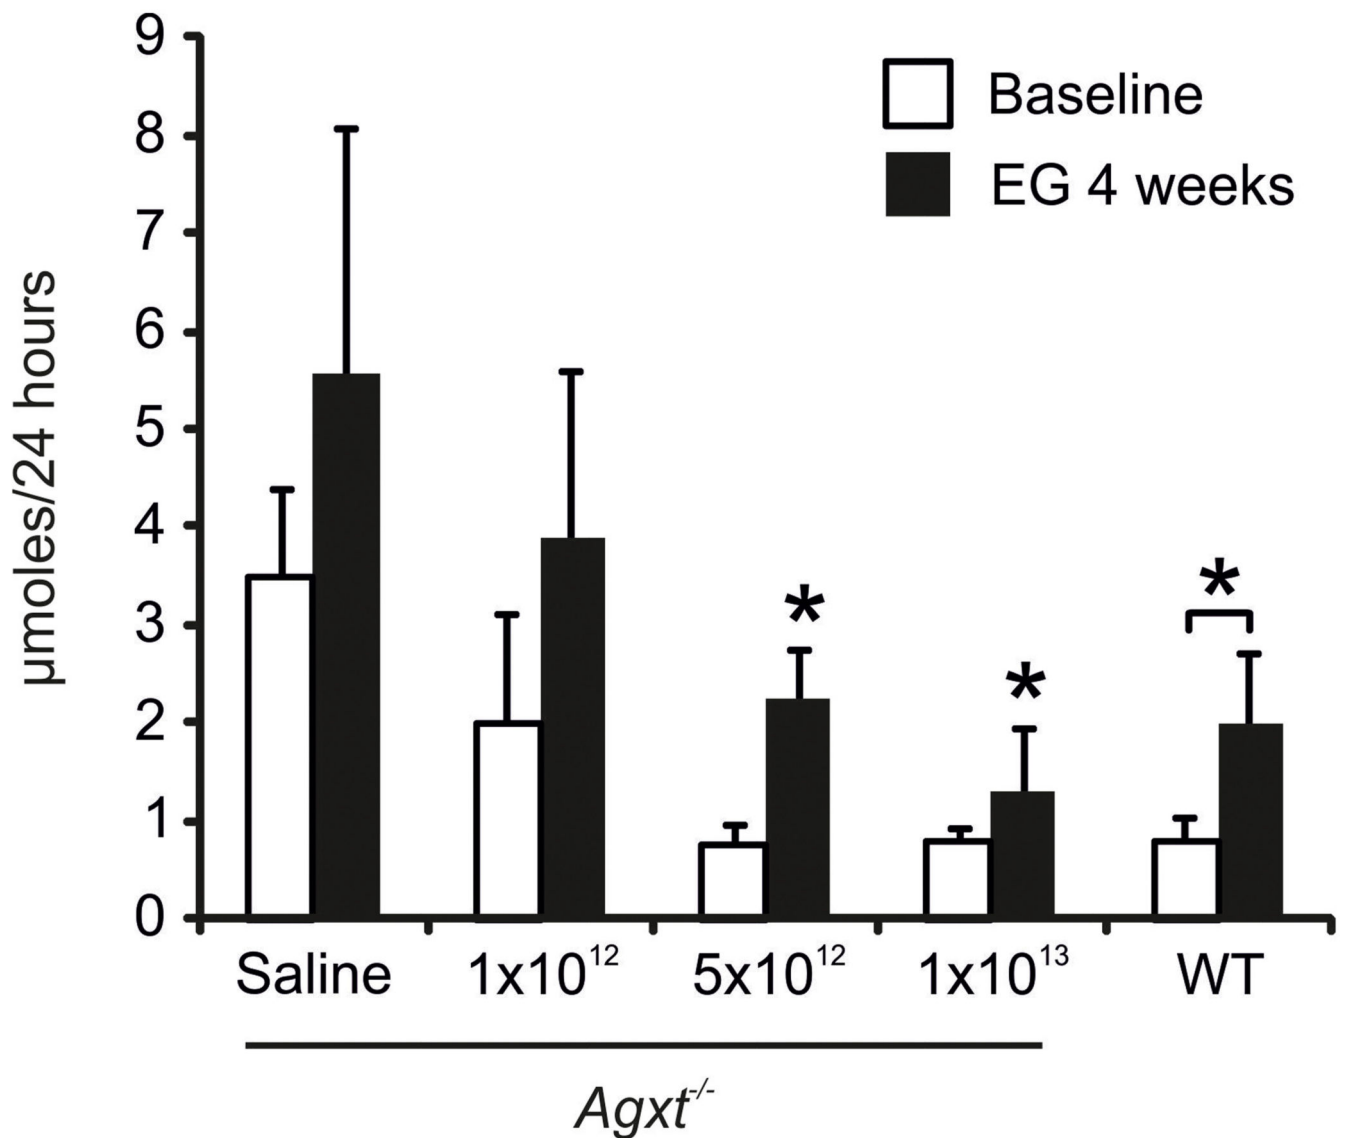 9
8
7
6
5
4
3
2
1
0
µmoles/24 hours
Baseline
EG 4 weeks
*
*
*
Saline 1x10¹² 5x10¹² 1x10¹³ WT
Agxt⁻/⁻